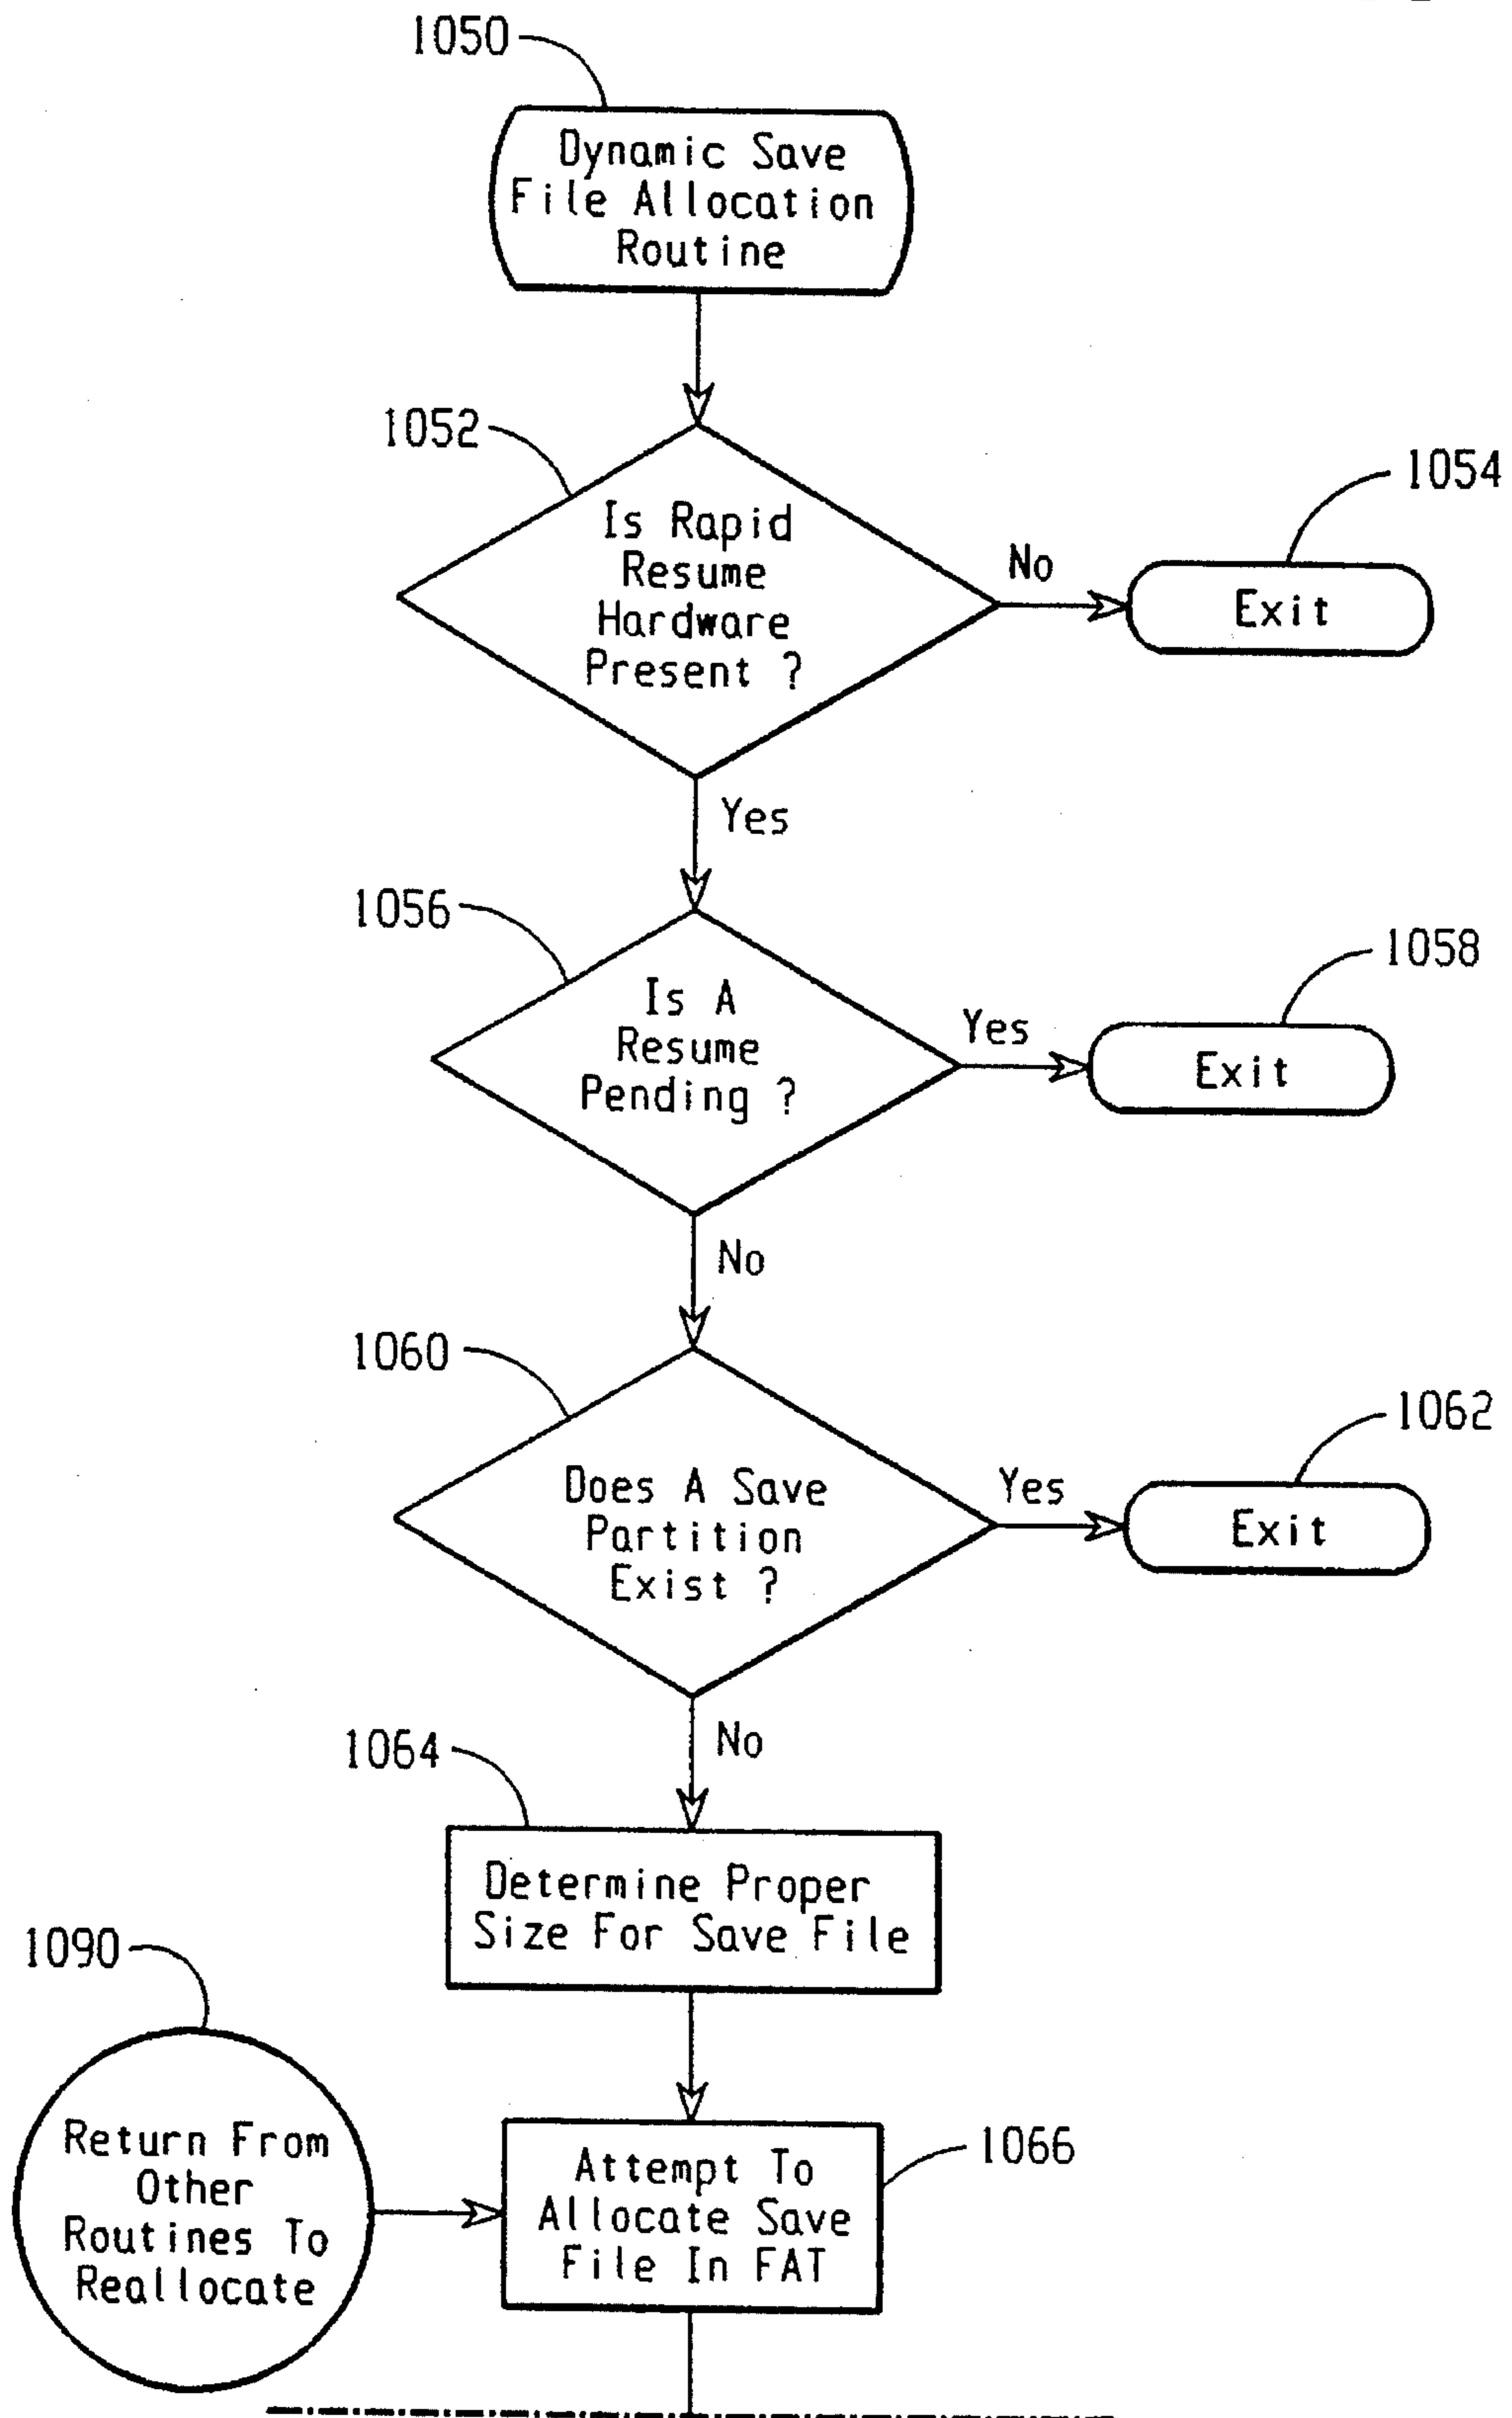 1050
Dynamic Save
File Allocation
Routine
1052
Is Rapid
Resume
Hardware
Present ?
No
1054
Exit
Yes
1056
Is A
Resume
Pending ?
Yes
1058
Exit
No
1060
Does A Save
Partition
Exist ?
Yes
1062
Exit
No
1064
Determine Proper
Size For Save File
1090
Return From
Other
Routines To
Reallocate
1066
Attempt To
Allocate Save
File In FAT